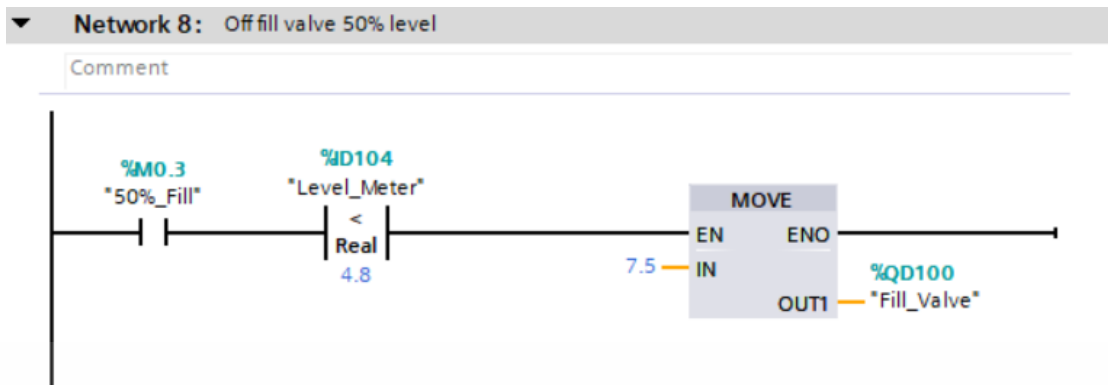 Network 8: Off fill valve 50% level
Comment
%M0.3
"50%_Fill"
%ID104
"Level_Meter"
<
Real
4.8
MOVE
EN ENO
7.5 IN
%QD100
OUT1 "Fill_Valve"